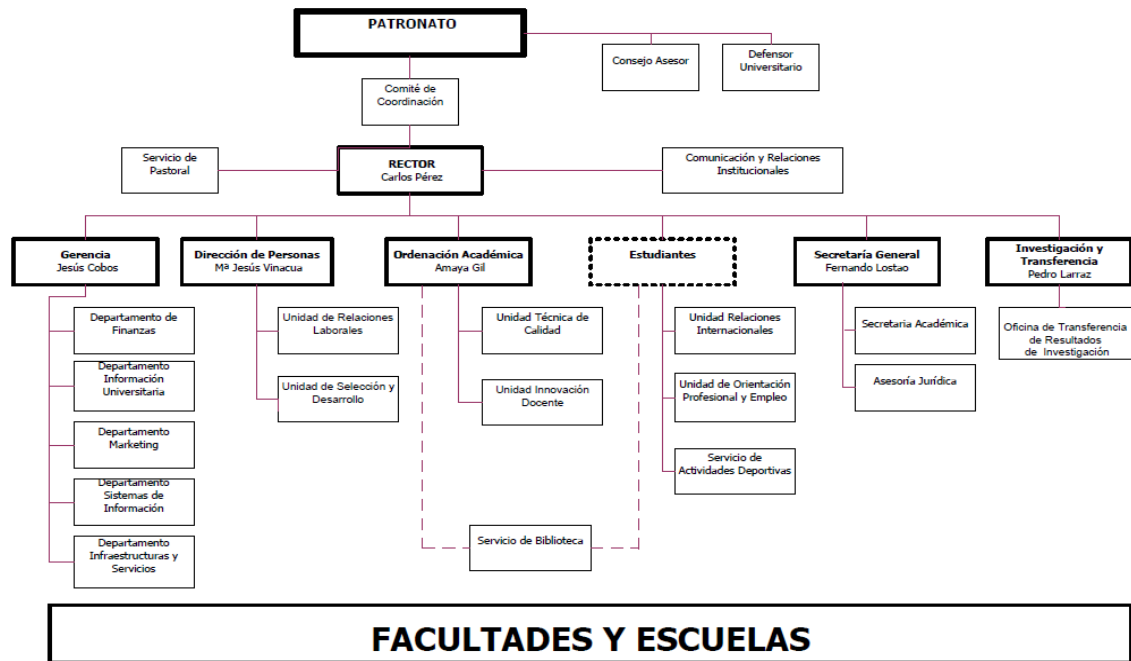 PATRONATO
Consejo Asesor
Defensor
Universitario
Comité de
Coordinación
Servicio de
Pastoral
RECTOR
Carlos Pérez
Comunicación y Relaciones
Institucionales
Gerencia
Jesús Cobos
Dirección de Personas
Mª Jesús Vinacua
Ordenación Académica
Amaya Gil
Estudiantes
Secretaría General
Fernando Lostao
Investigación y
Transferencia
Pedro Larraz
Departamento de
Finanzas
Departamento
Información
Universitaria
Departamento
Marketing
Departamento
Sistemas de
Información
Departamento
Infraestructuras y
Servicios
Unidad de Relaciones
Laborales
Unidad de Selección y
Desarrollo
Unidad Técnica de
Calidad
Unidad Innovación
Docente
Servicio de Biblioteca
Unidad Relaciones
Internacionales
Unidad de Orientación
Profesional y Empleo
Servicio de
Actividades Deportivas
Secretaria Académica
Asesoría Jurídica
Oficina de Transferencia
de Resultados
de Investigación
FACULTADES Y ESCUELAS